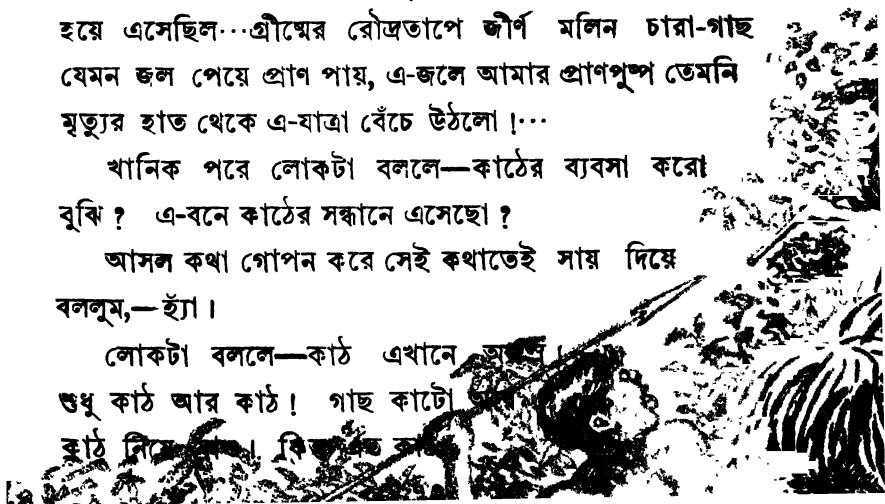 হয়ে এসেছিল···গ্রীষ্মের রৌদ্রতাপে জীর্ণ মলিন চারা-গাছ
যেমন জল পেয়ে প্রাণ পায়, এ-জলে আমার প্রাণপুষ্প তেমনি
মৃত্যুর হাত থেকে এ-যাত্রা বেঁচে উঠলো !···
খানিক পরে লোকটা বললে—কাঠের ব্যবসা করো
বুঝি ? এ-বনে কাঠের সন্ধানে এসেছো ?
আসল কথা গোপন করে সেই কথাতেই সায় দিয়ে
বললুম,—হ্যাঁ ।
লোকটা বললে—কাঠ এখানে
শুধু কাঠ আর কাঠ ! গাছ কাটো
কাঠ নিয়ে